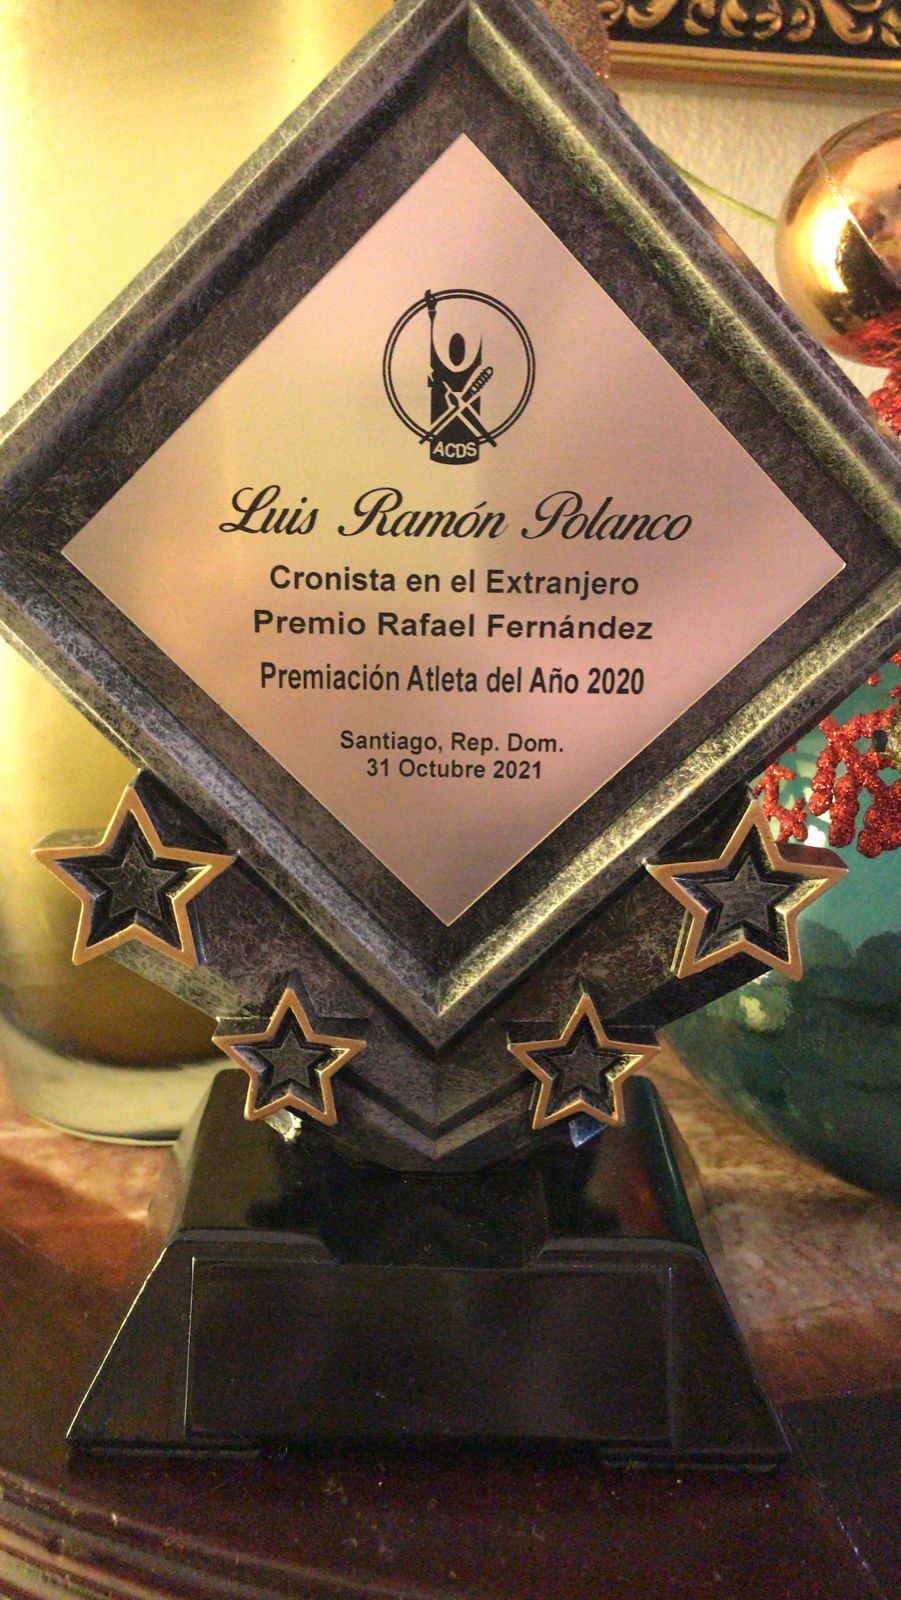 ACDS
Luis Ramón Polanco
Cronista en el Extranjero
Premio Rafael Fernández
Premiación Atleta del Año 2020
Santiago, Rep. Dom.
31 Octubre 2021